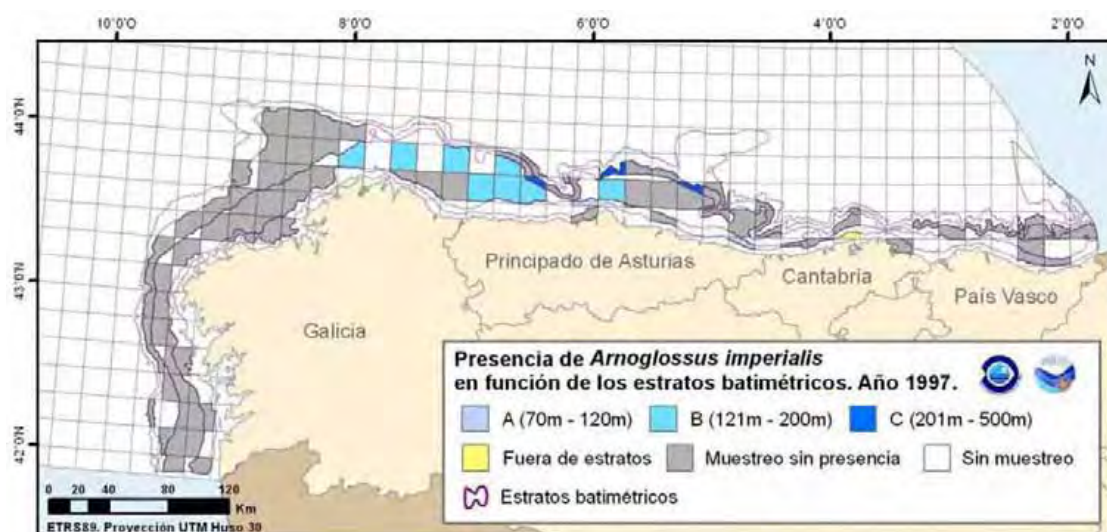 10°0'O 8°0'O 6°0'O 4°0'O 2°0'O
N
44°0'N
43°0'N
42°0'N
Principado de Asturias
Cantabria
País Vasco
Galicia
Presencia de Arnoglossus imperialis
en función de los estratos batimétricos. Año 1997.
A (70m - 120m) B (121m - 200m) C (201m - 500m)
Fuera de estratos Muestreo sin presencia Sin muestreo
Estratos batimétricos
0 20 40 80 120
Km
ETRS89. Proyección UTM Huso 30